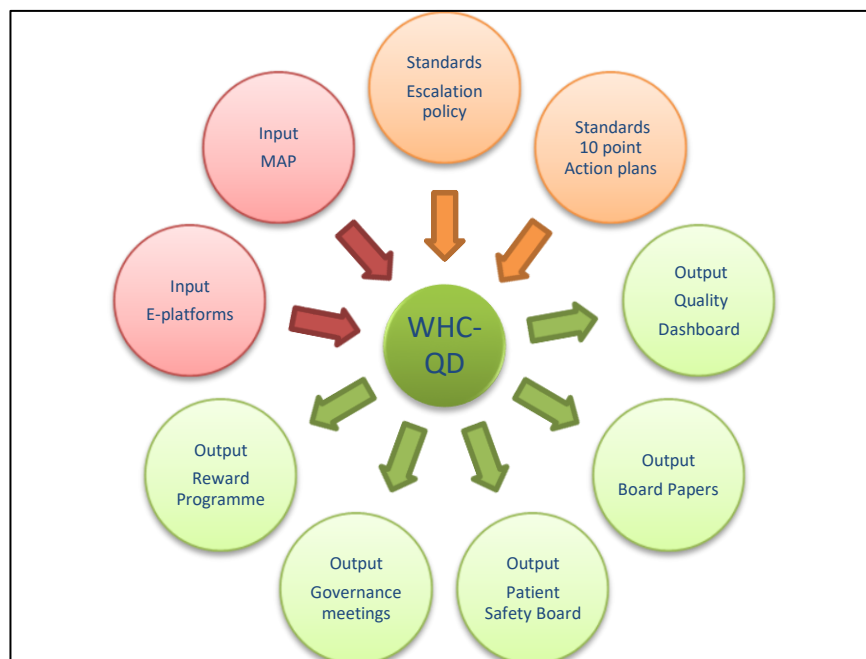 Standards
Escalation
policy
Input
MAP
Standards
10 point
Action plans
Input
E-platforms
WHC-
QD
Output
Quality
Dashboard
Output
Reward
Programme
Output
Board Papers
Output
Governance
meetings
Output
Patient
Safety Board